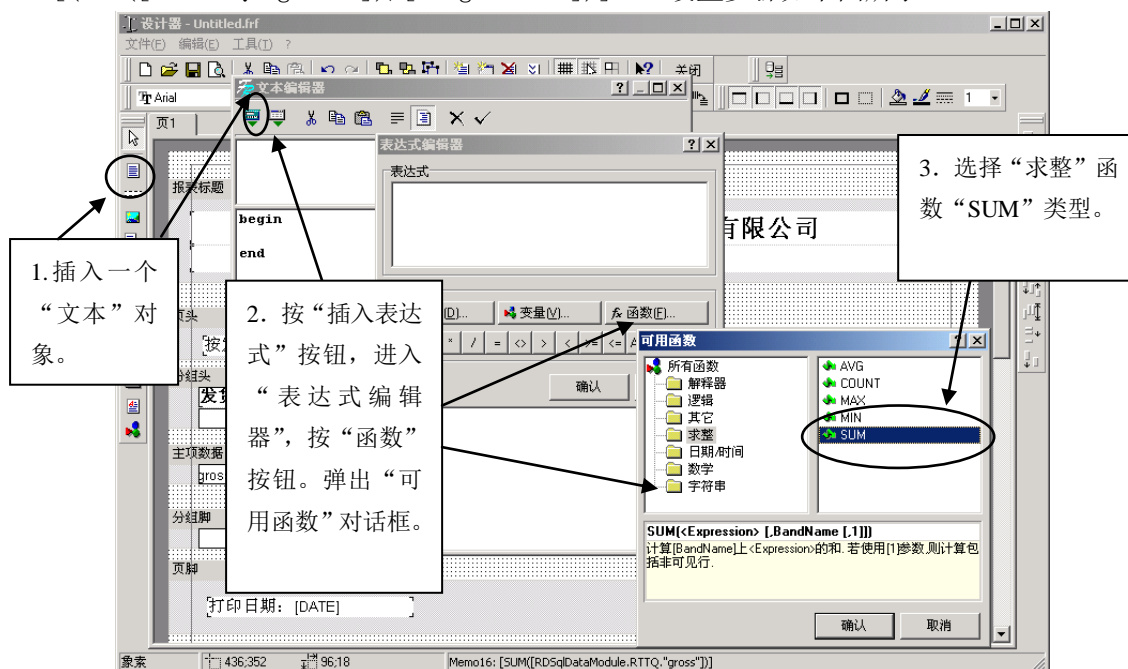 设计器 - Untitled.frf
文件(F) 编辑(E) 工具(T) ?
关闭
Arial
1
页1
文本编辑器
begin
end
表达式编辑器
表达式
变量(V)...
函数(F)...
* / = <> > < >= <=
确认
报表标题
有限公司
页头
分组头
主项数据
分组脚
页脚
打印日期: [DATE]
1.插入一个
“文本”对
象。
2. 按“插入表达
式”按钮,进入
“表达式编辑
器”,按“函数”
按钮。弹出“可
用函数”对话框。
3. 选择“求整”函
数“SUM”类型。
可用函数
所有函数
解释器
逻辑
其它
求整
日期/时间
数学
字符串
AVG
COUNT
MAX
MIN
SUM
SUM(<Expression> [,BandName [,1]])
计算[BandName]上<Expression>的和. 若使用[1]参数,则计算包
括非可见行.
确认 取消
象素 436;352 96;18 Memo16: [SUM([RDSqlDataModule.RTTQ."gross"])]